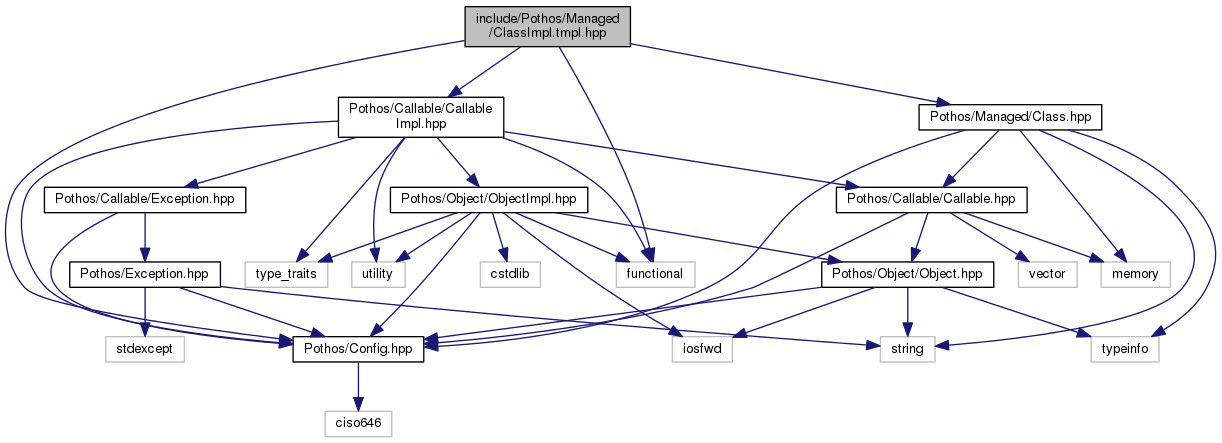 include/Pothos/Managed
/ClassImpl.tmpl.hpp
Pothos/Callable/Callable
Impl.hpp
Pothos/Managed/Class.hpp
Pothos/Callable/Exception.hpp
Pothos/Object/ObjectImpl.hpp
Pothos/Callable/Callable.hpp
Pothos/Exception.hpp
type_traits
utility
cstdlib
functional
Pothos/Object/Object.hpp
vector
memory
stdexcept
Pothos/Config.hpp
iosfwd
string
typeinfo
ciso646